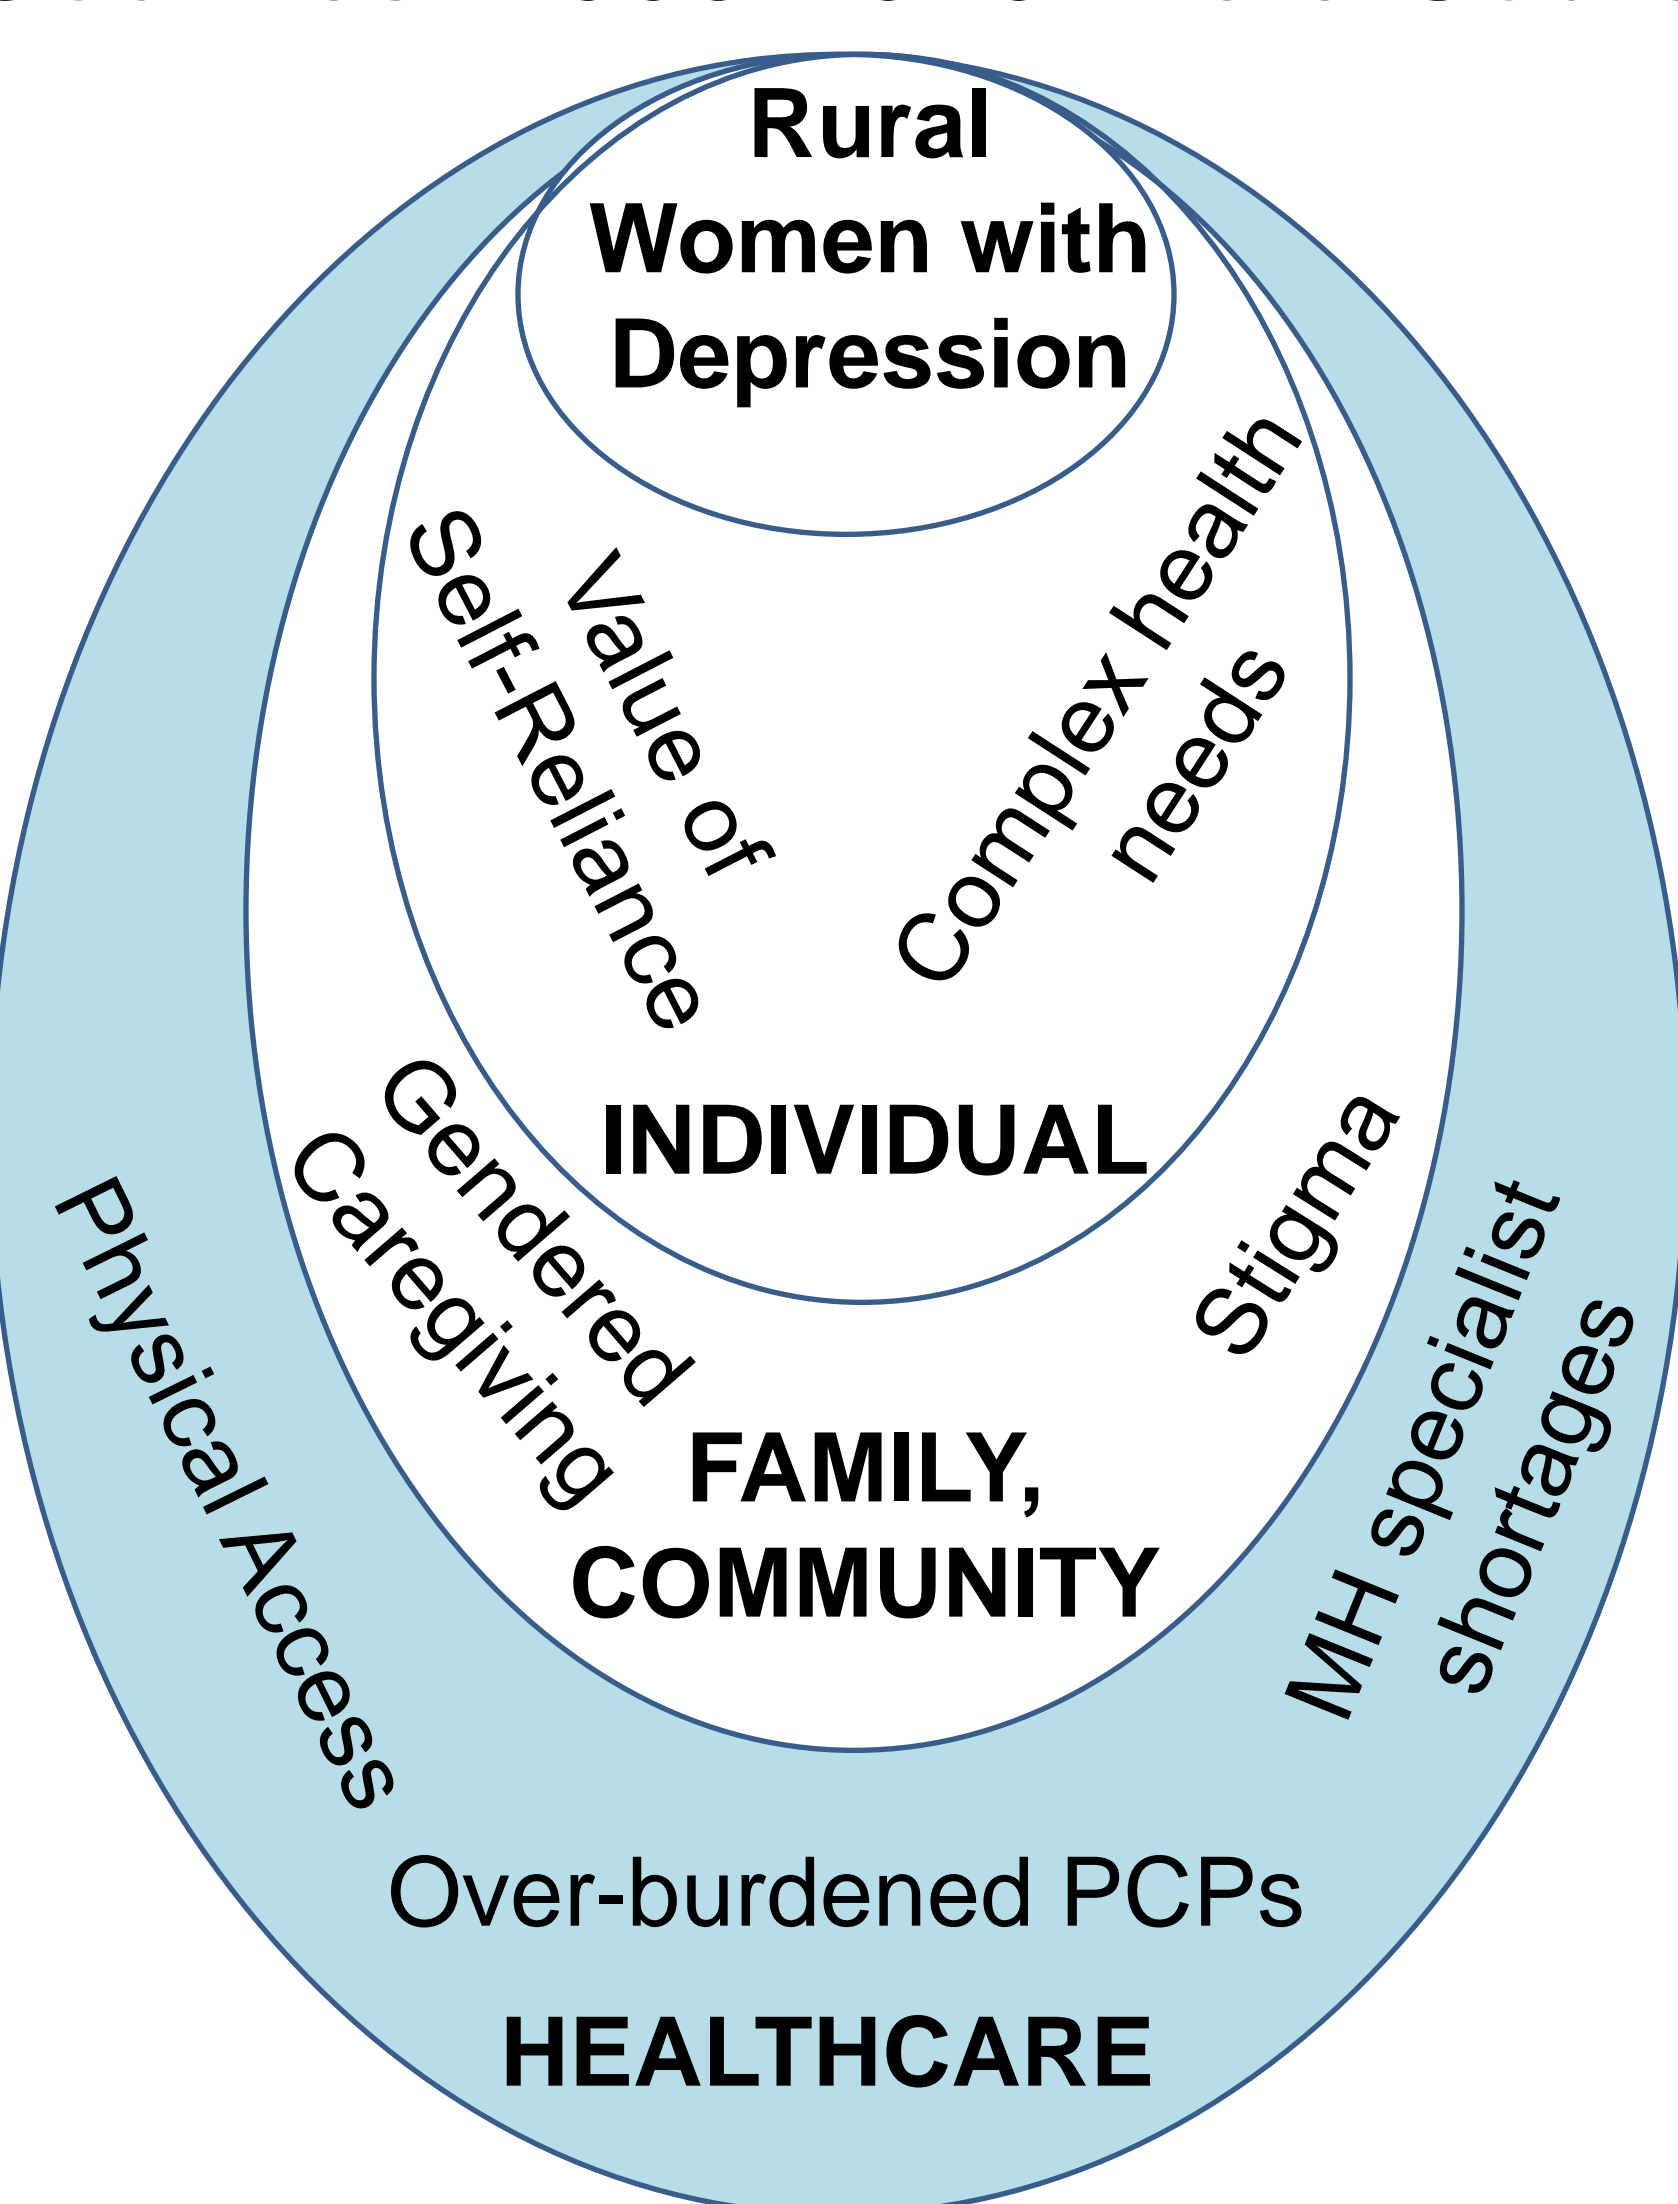 Rural
Women with
Depression
Value of
Self-Reliance
Complex health
needs
INDIVIDUAL
Gendered
Caregiving
Stigma
FAMILY,
COMMUNITY
Physical Access
MH specialist
shortages
Over-burdened PCPs
HEALTHCARE